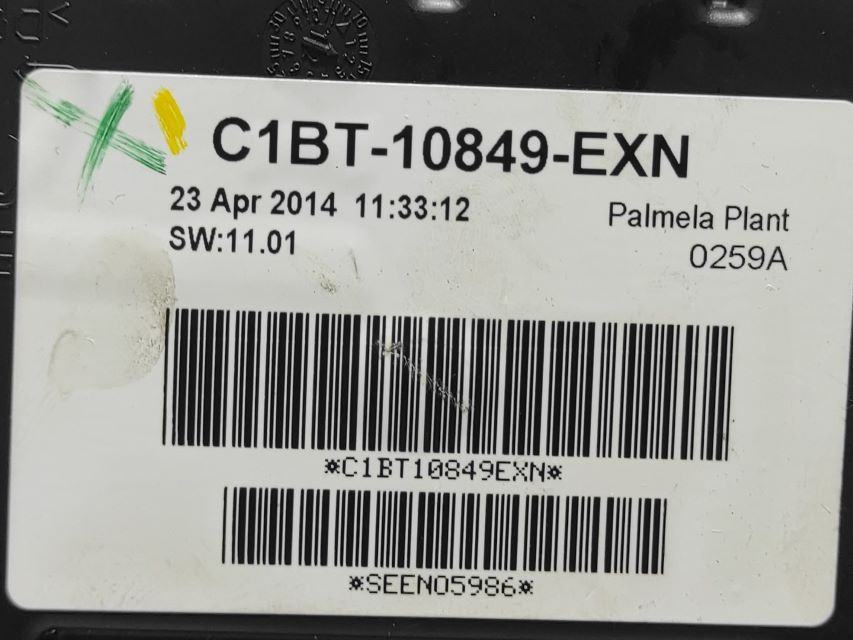 C1BT-10849-EXN
23 Apr 2014 11:33:12
Palmela Plant
SW:11.01
0259A
*C1BT10849EXN*
*SEEN05986*